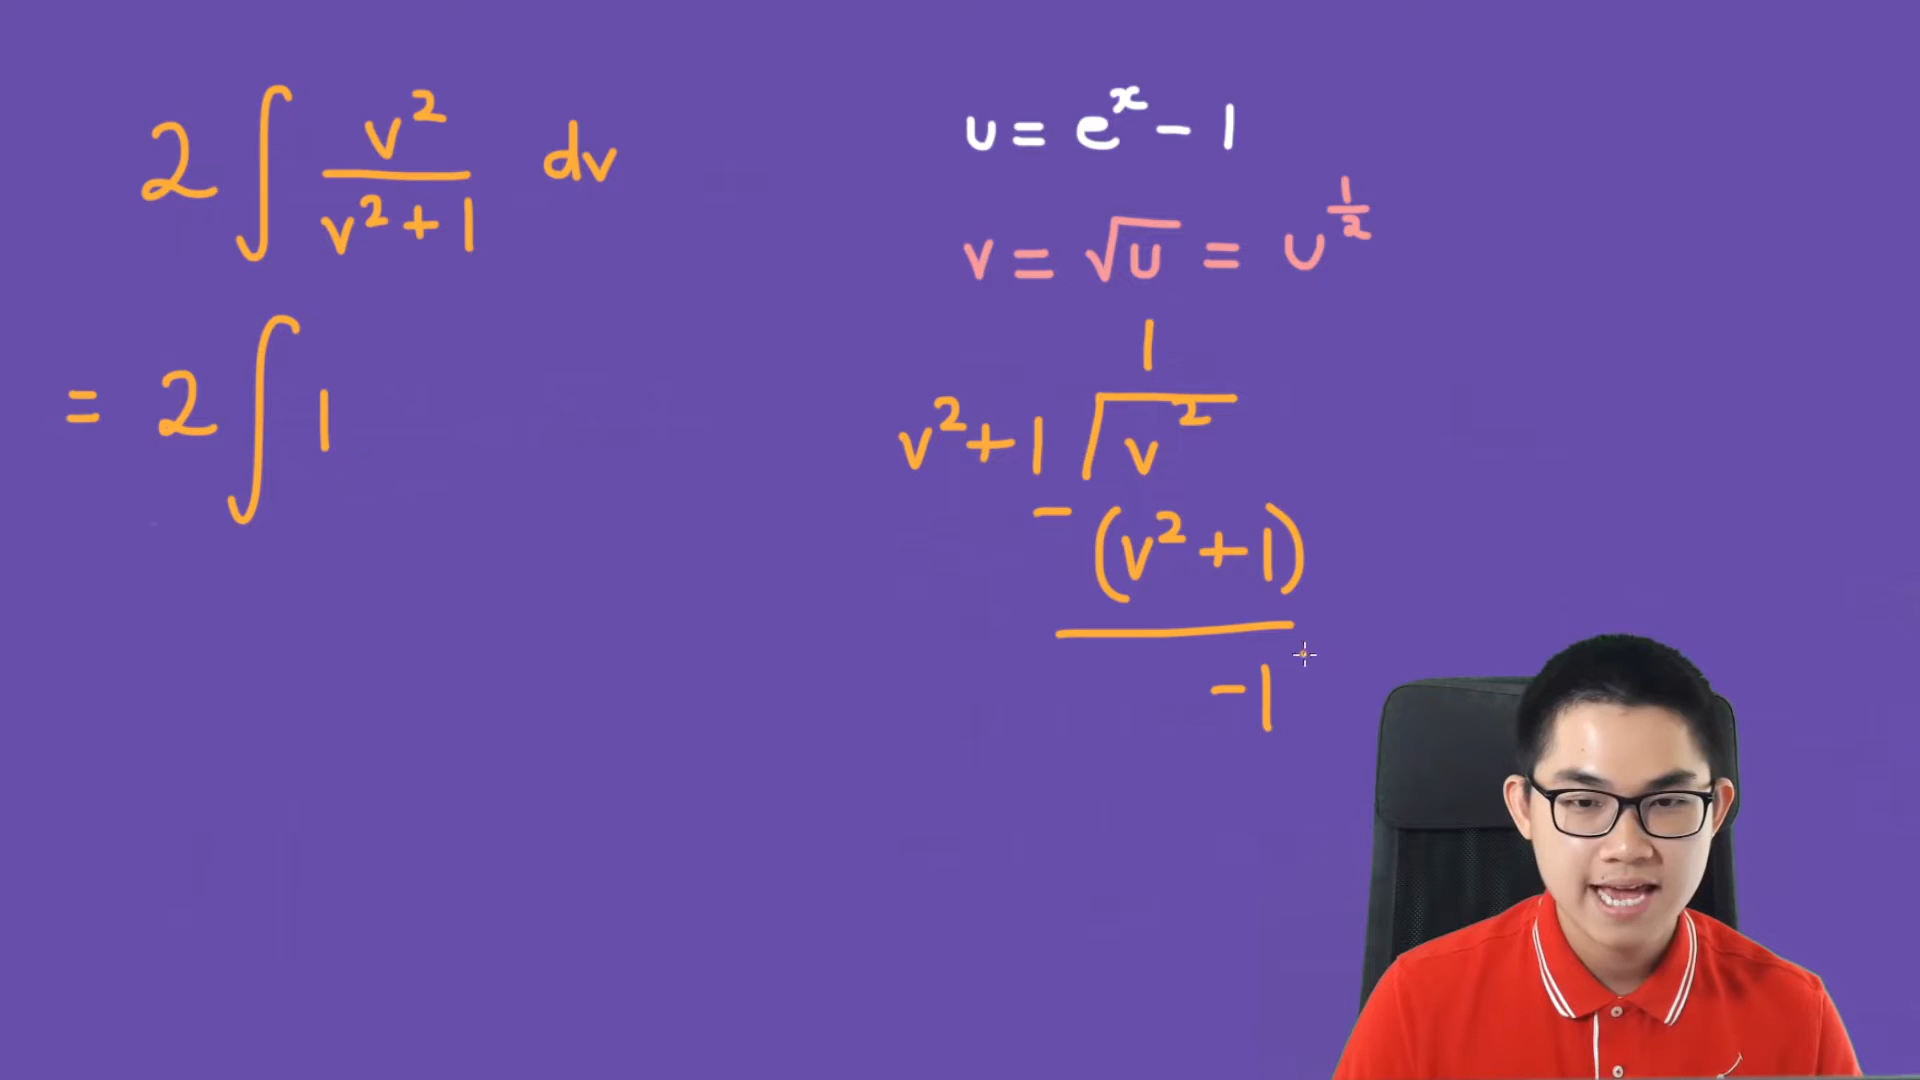 2 ∫ v²/(v²+1) dv
= 2 ∫ 1
u = eˣ - 1
v = √u = u^(1/2)
1
v²+1 √v²
- (v²+1)
-1